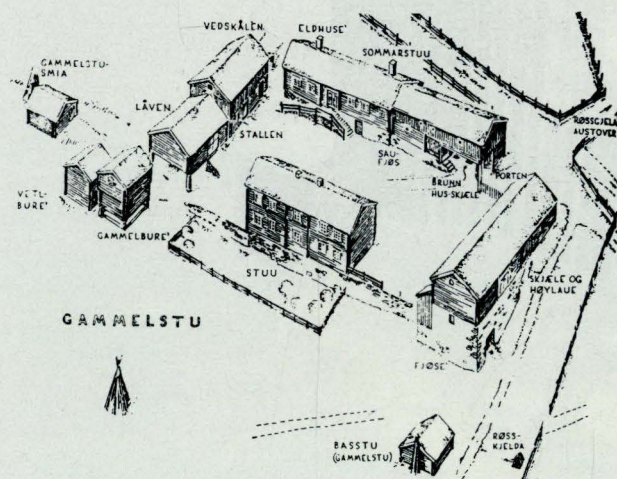 VEDSKÅLEN
ELDHUSE'
SOMMARSTUU
GAMMELSTU-
SMIA
LÅVEN
STALLEN
RØSSGJELA
AUSTOVER
SAU-
FJØS
BRUNN
HUS-SKJÆLE
PORTEN
VETL-
BURE'
GAMMELBURE'
STUU
SKJÆLE OG
HØYLAUE
GAMMELSTU
FJØSE'
BASSTU
(GAMMELSTU)
RØSS-
KJELDA